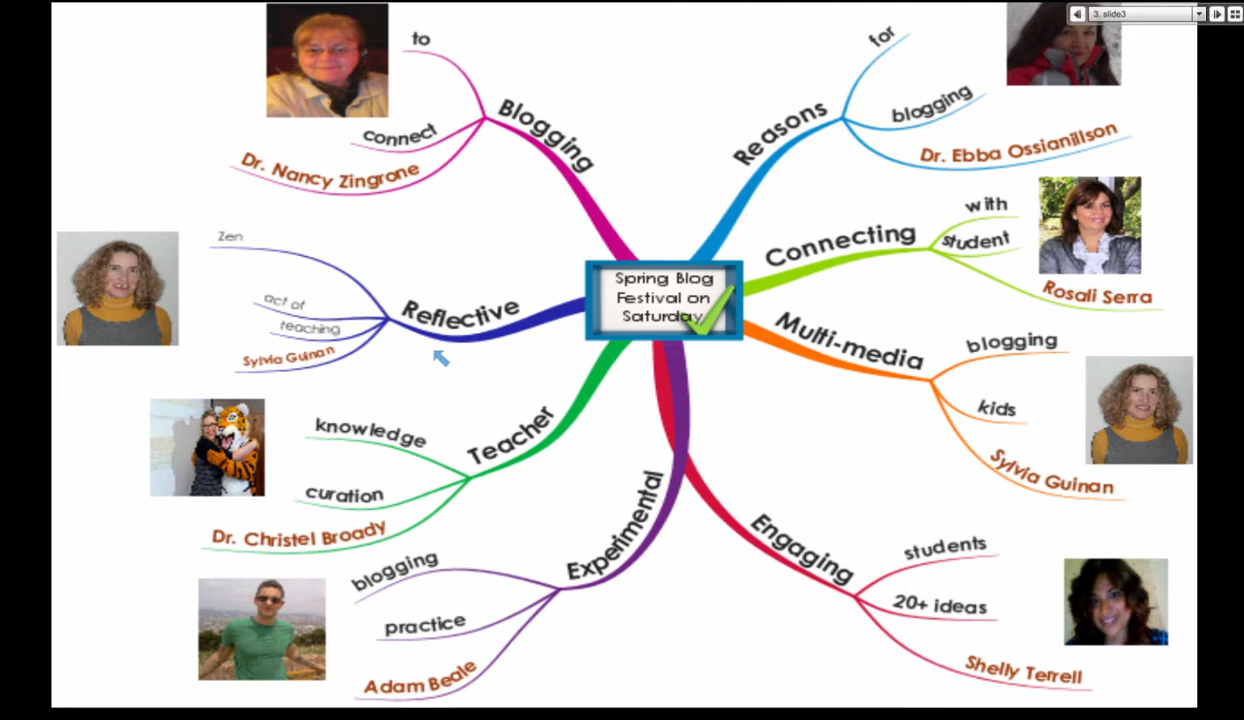 3. slide3
Spring Blog
Festival on
Saturday
Blogging
to
connect
Dr. Nancy Zingrone
Reasons
for
blogging
Dr. Ebba Ossianillson
Connecting
with
student
Rosali Serra
Multi-media
blogging
kids
Sylvia Guinan
Engaging
students
20+ ideas
Shelly Terrell
Experimental
blogging
practice
Adam Beale
Teacher
knowledge
curation
Dr. Christel Broady
Reflective
Zen
act of
teaching
Sylvia Guinan